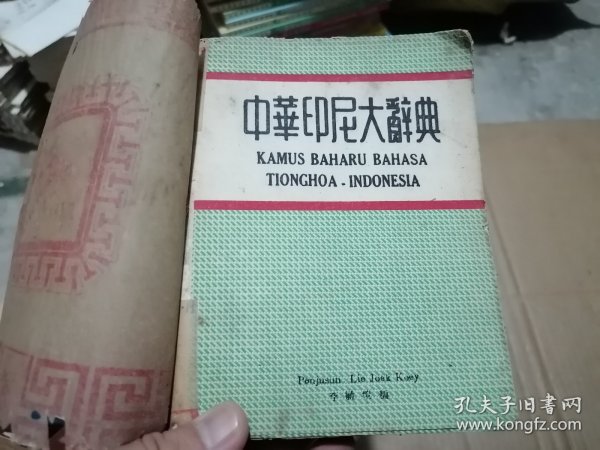 中華印尼大辭典
KAMUS BAHARU BAHASA
TIONGHOA - INDONESIA
Penjusun: Lie Joek Koey
孔夫子旧书网
www.kongfz.com